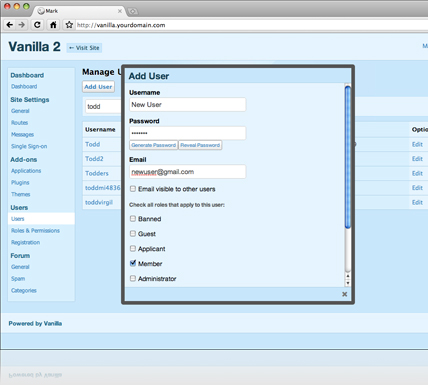 Mark
http://vanilla.yourdomain.com
Vanilla 2
← Visit Site
Dashboard
Dashboard
Site Settings
General
Routes
Messages
Single Sign-on
Add-ons
Applications
Plugins
Themes
Users
Users
Roles & Permissions
Registration
Forum
General
Spam
Categories
Manage U
Add User
todd
Username
Todd
Todd2
Todders
toddmi4836
toddvirgil
Add User
Username
New User
Password
•••••••
Generate Password Reveal Password
Email
newuser@gmail.com
Email visible to other users
Check all roles that apply to this user:
Banned
Guest
Applicant
Member
Administrator
Optio
Edit
Edit
Edit
Edit
Edit
Powered by Vanilla